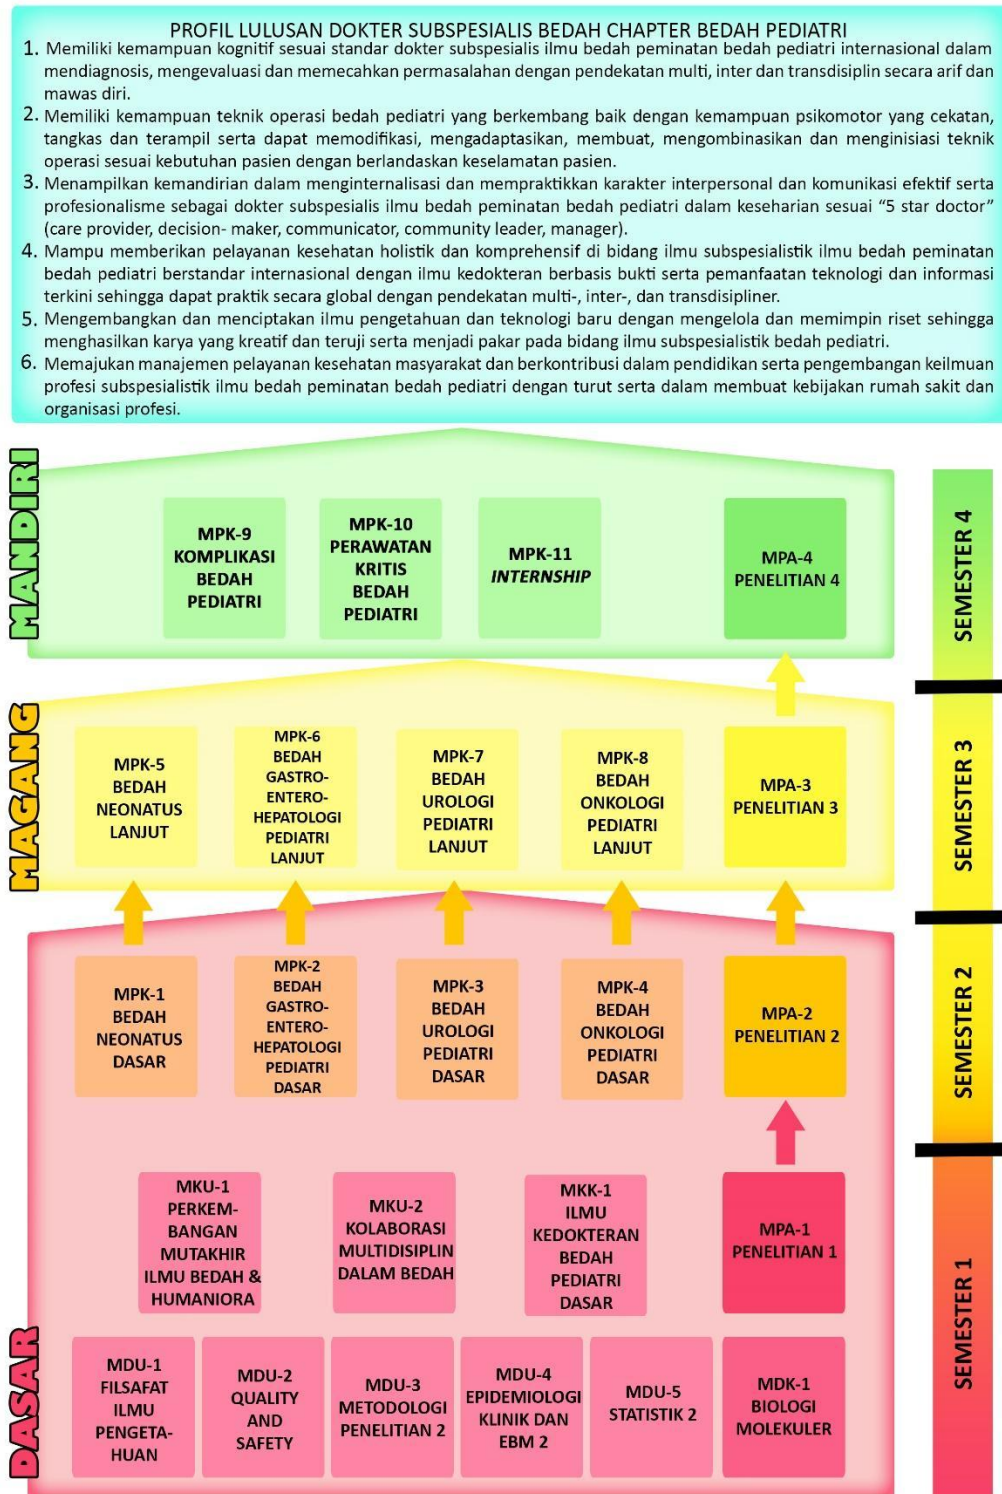 PROFIL LULUSAN DOKTER SUBSPESIALIS BEDAH CHAPTER BEDAH PEDIATRI
1. Memiliki kemampuan kognitif sesuai standar dokter subspesialis ilmu bedah peminatan bedah pediatri internasional dalam
mendiagnosis, mengevaluasi dan memecahkan permasalahan dengan pendekatan multi, inter dan transdisiplin secara arif dan
mawas diri.
2. Memiliki kemampuan teknik operasi bedah pediatri yang berkembang baik dengan kemampuan psikomotor yang cekatan,
tangkas dan terampil serta dapat memodifikasi, mengadaptasikan, membuat, mengombinasikan dan menginisiasi teknik
operasi sesuai kebutuhan pasien dengan berlandaskan keselamatan pasien.
3. Menampilkan kemandirian dalam menginternalisasi dan mempraktikkan karakter interpersonal dan komunikasi efektif serta
profesionalisme sebagai dokter subspesialis ilmu bedah peminatan bedah pediatri dalam keseharian sesuai “5 star doctor”
(care provider, decision- maker, communicator, community leader, manager).
4. Mampu memberikan pelayanan kesehatan holistik dan komprehensif di bidang ilmu subspesialistik ilmu bedah peminatan
bedah pediatri berstandar internasional dengan ilmu kedokteran berbasis bukti serta pemanfaatan teknologi dan informasi
terkini sehingga dapat praktik secara global dengan pendekatan multi-, inter-, dan transdisipliner.
5. Mengembangkan dan menciptakan ilmu pengetahuan dan teknologi baru dengan mengelola dan memimpin riset sehingga
menghasilkan karya yang kreatif dan teruji serta menjadi pakar pada bidang ilmu subspesialistik bedah pediatri.
6. Memajukan manajemen pelayanan kesehatan masyarakat dan berkontribusi dalam pendidikan serta pengembangan keilmuan
profesi subspesialistik ilmu bedah peminatan bedah pediatri dengan turut serta dalam membuat kebijakan rumah sakit dan
organisasi profesi.
MANDIRI
MPK-9
KOMPLIKASI
BEDAH
PEDIATRI
MPK-10
PERAWATAN
KRITIS
BEDAH
PEDIATRI
MPK-11
INTERNSHIP
MPA-4
PENELITIAN 4
SEMESTER 4
MAGANG
MPK-5
BEDAH
NEONATUS
LANJUT
MPK-6
BEDAH
GASTRO-
ENTERO-
HEPATOLOGI
PEDIATRI
LANJUT
MPK-7
BEDAH
UROLOGI
PEDIATRI
LANJUT
MPK-8
BEDAH
ONKOLOGI
PEDIATRI
LANJUT
MPA-3
PENELITIAN 3
SEMESTER 3
MPK-1
BEDAH
NEONATUS
DASAR
MPK-2
BEDAH
GASTRO-
ENTERO-
HEPATOLOGI
PEDIATRI
DASAR
MPK-3
BEDAH
UROLOGI
PEDIATRI
DASAR
MPK-4
BEDAH
ONKOLOGI
PEDIATRI
DASAR
MPA-2
PENELITIAN 2
SEMESTER 2
MKU-1
PERKEM-
BANGAN
MUTAKHIR
ILMU BEDAH &
HUMANIORA
MKU-2
KOLABORASI
MULTIDISIPLIN
DALAM BEDAH
MKK-1
ILMU
KEDOKTERAN
BEDAH
PEDIATRI
DASAR
MPA-1
PENELITIAN 1
SEMESTER 1
DASAR
MDU-1
FILSAFAT
ILMU
PENGETA-
HUAN
MDU-2
QUALITY
AND
SAFETY
MDU-3
METODOLOGI
PENELITIAN 2
MDU-4
EPIDEMIOLOGI
KLINIK DAN
EBM 2
MDU-5
STATISTIK 2
MDK-1
BIOLOGI
MOLEKULER